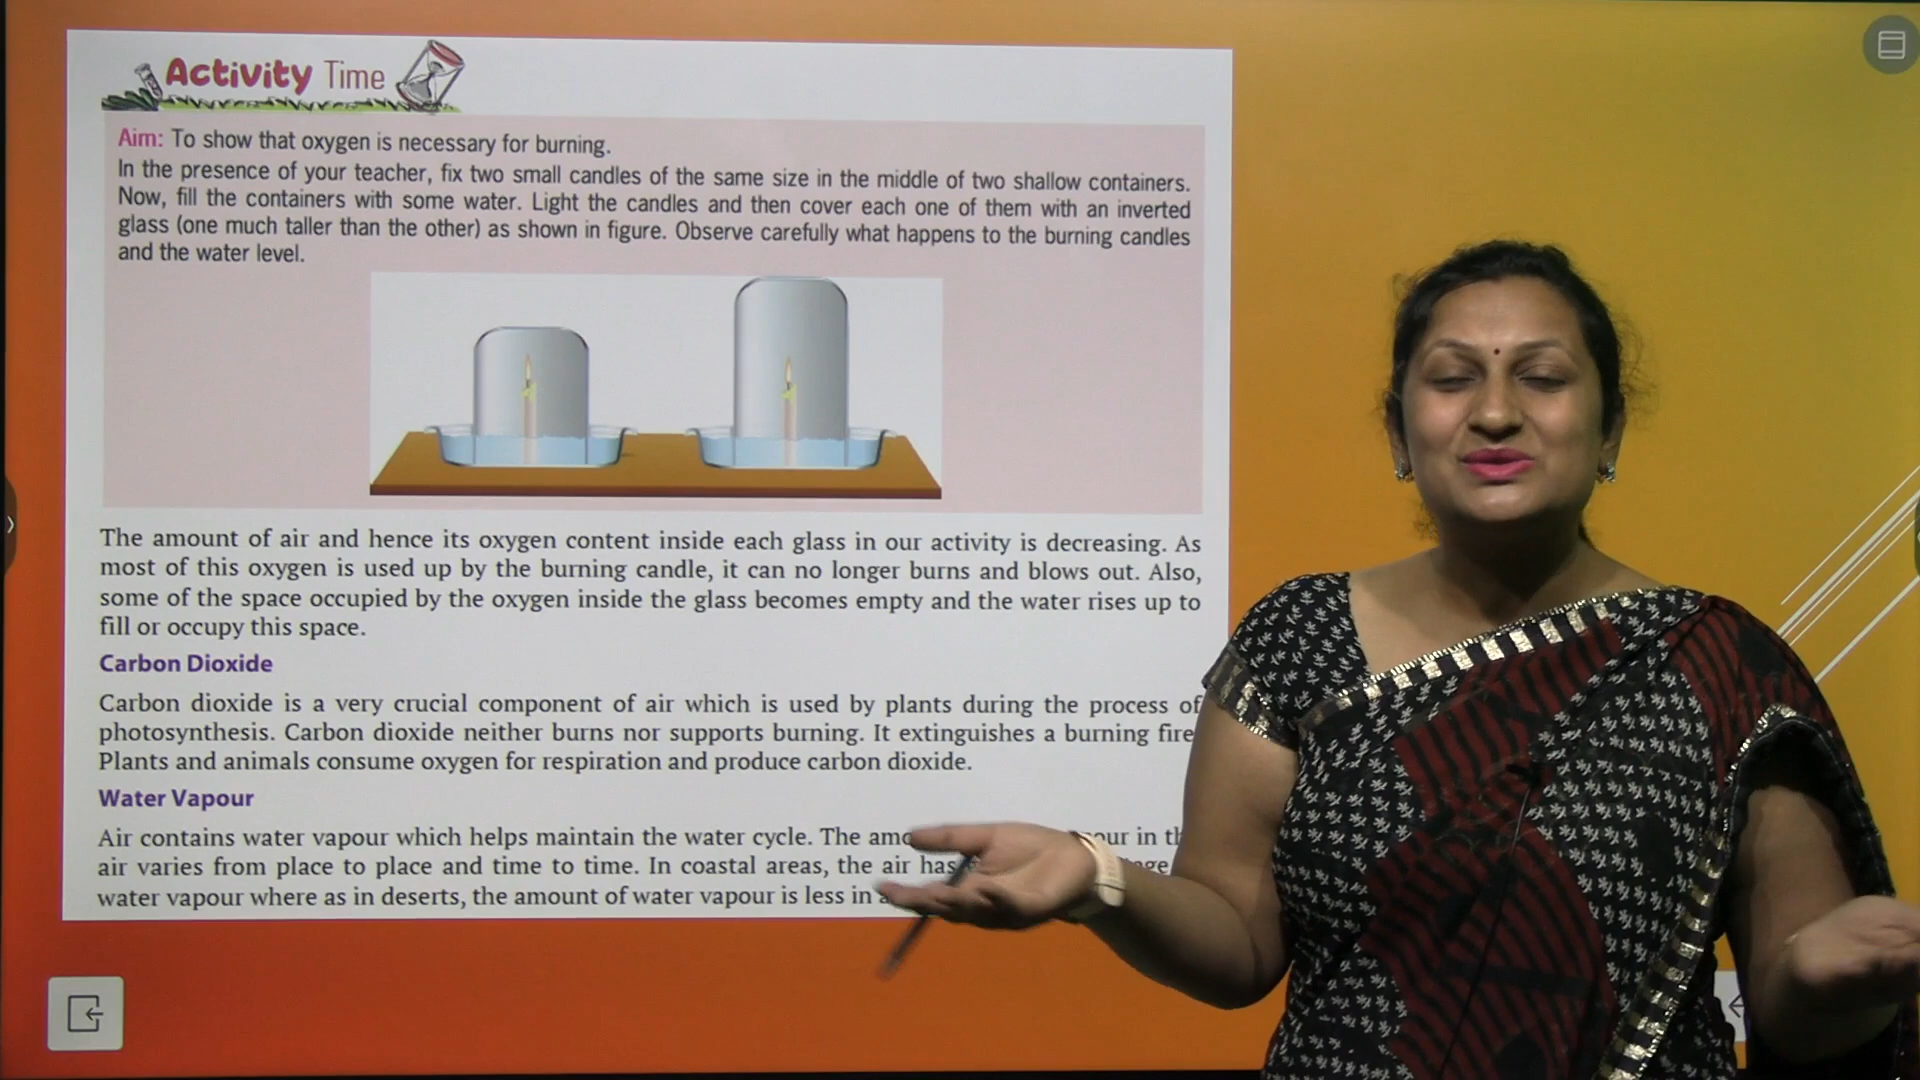 Activity Time
Aim: To show that oxygen is necessary for burning.
In the presence of your teacher, fix two small candles of the same size in the middle of two shallow containers.
Now, fill the containers with some water. Light the candles and then cover each one of them with an inverted
glass (one much taller than the other) as shown in figure. Observe carefully what happens to the burning candles
and the water level.
The amount of air and hence its oxygen content inside each glass in our activity is decreasing. As
most of this oxygen is used up by the burning candle, it can no longer burns and blows out. Also,
some of the space occupied by the oxygen inside the glass becomes empty and the water rises up to
fill or occupy this space.
Carbon Dioxide
Carbon dioxide is a very crucial component of air which is used by plants during the process of
photosynthesis. Carbon dioxide neither burns nor supports burning. It extinguishes a burning fire
Plants and animals consume oxygen for respiration and produce carbon dioxide.
Water Vapour
Air contains water vapour which helps maintain the water cycle. The in
air varies from place to place and time to time. In coastal areas, the air has
water vapour where as in deserts, the amount of water vapour is less in